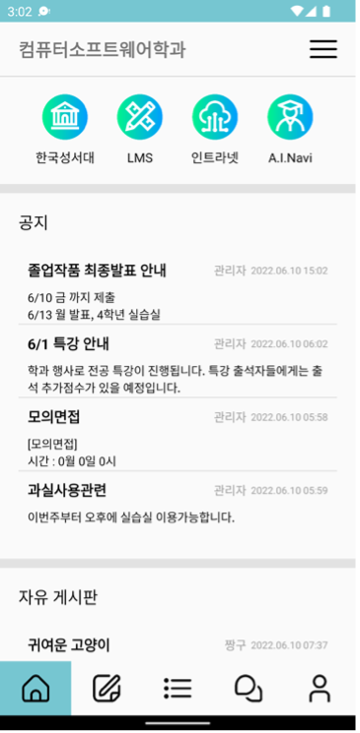 3:02
컴퓨터소프트웨어학과
한국성서대 LMS 인트라넷 A.I.Navi
공지
졸업작품 최종발표 안내 관리자 2022.06.10 15:02
6/10 금 까지 제출
6/13 월 발표, 4학년 실습실
6/1 특강 안내 관리자 2022.06.10 06:02
학과 행사로 전공 특강이 진행됩니다. 특강 출석자들에게는 출
석 추가점수가 있을 예정입니다.
모의면접 관리자 2022.06.10 05:58
[모의면접]
시간 : 0월 0일 0시
과실사용관련 관리자 2022.06.10 05:59
이번주부터 오후에 실습실 이용가능합니다.
자유 게시판
귀여운 고양이 짱구 2022.06.10 07:37